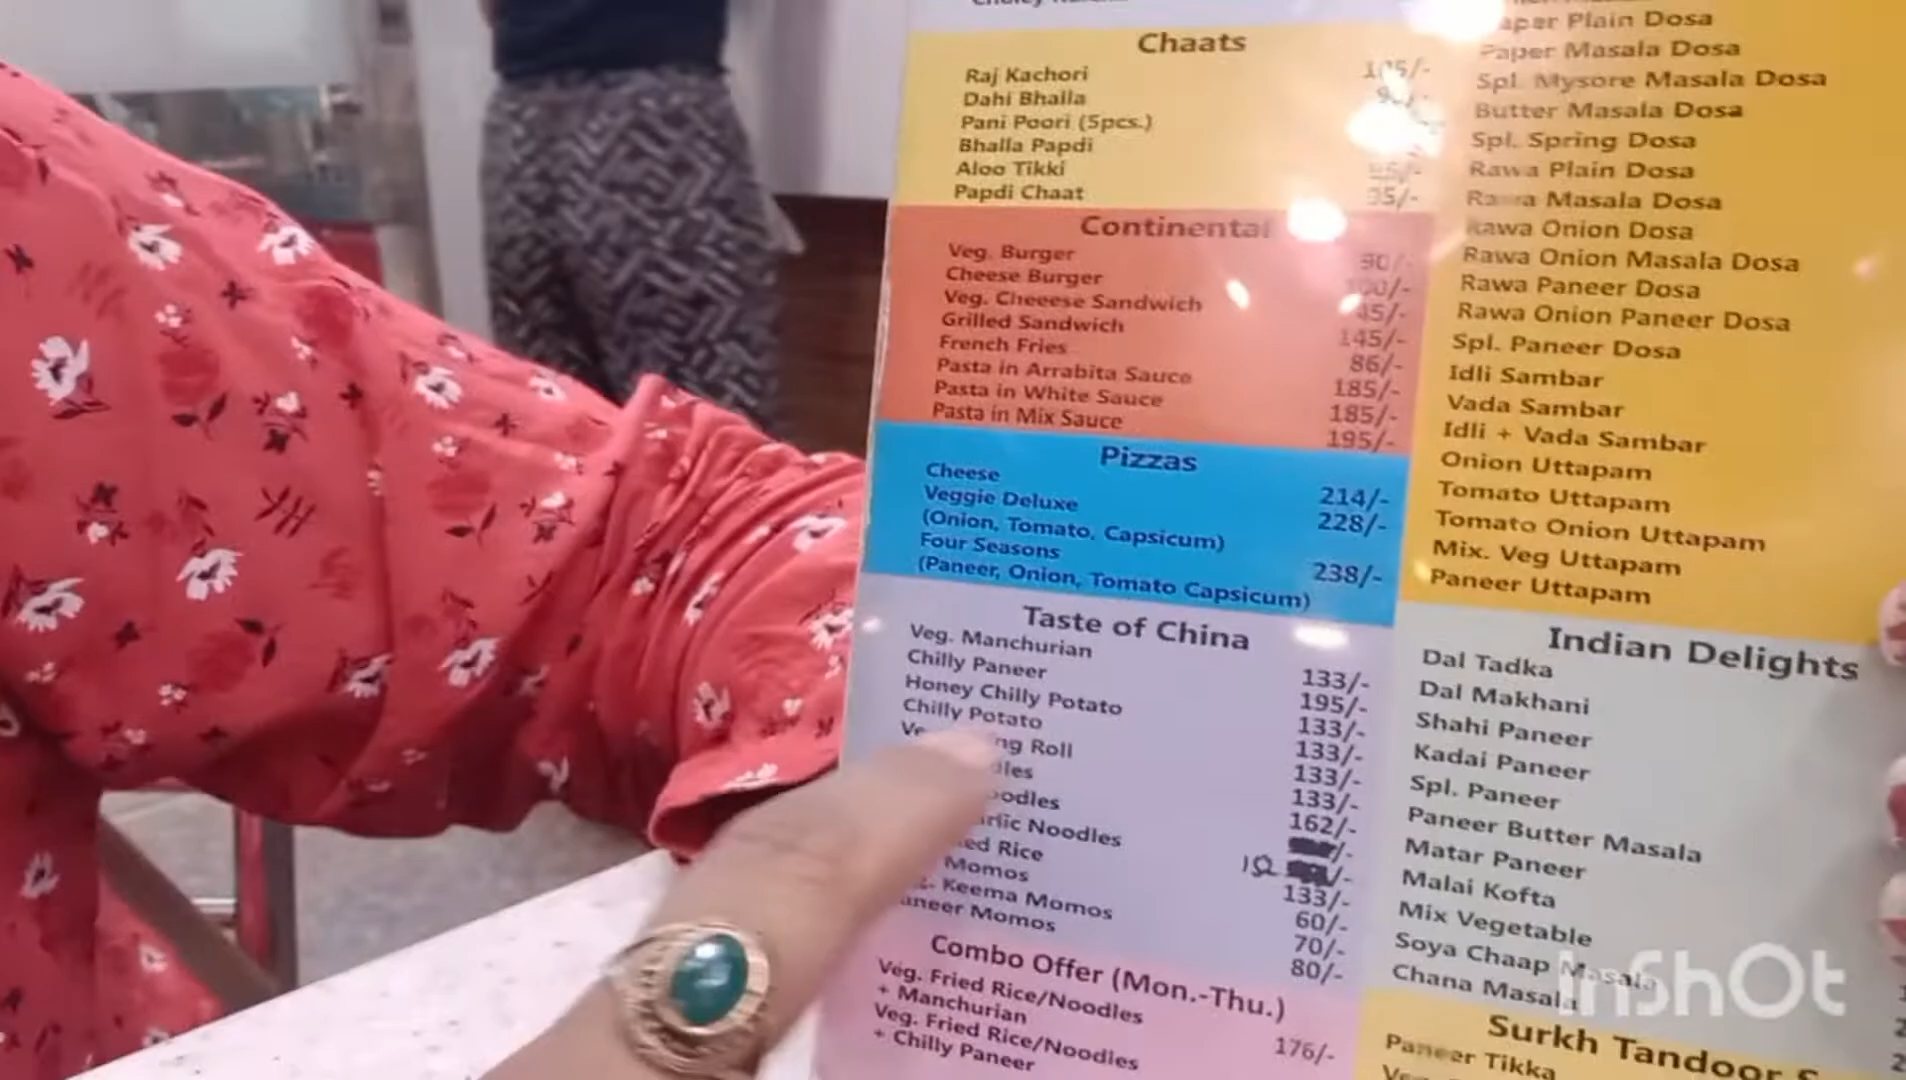 Chaats
Raj Kachori 105/-
Dahi Bhalla
Pani Poori (5pcs.)
Bhalla Papdi
Aloo Tikki
Papdi Chaat
Continental
Veg. Burger 90/-
Cheese Burger
Veg. Cheeese Sandwich
Grilled Sandwich 145/-
French Fries 86/-
Pasta in Arrabita Sauce 185/-
Pasta in White Sauce 185/-
Pasta in Mix Sauce 195/-
Pizzas
Cheese 214/-
Veggie Deluxe 228/-
(Onion, Tomato, Capsicum)
Four Seasons 238/-
(Paneer, Onion, Tomato Capsicum)
Taste of China
Veg. Manchurian 133/-
Chilly Paneer 195/-
Honey Chilly Potato 133/-
Chilly Potato 133/-
Roll 133/-
133/-
162/-
Noodles
Rice
Momos 133/-
Keema Momos 60/-
Momos 70/-
80/-
Combo Offer (Mon.-Thu.)
Veg. Fried Rice/Noodles
+ Manchurian 176/-
Veg. Fried Rice/Noodles
+ Chilly Paneer
Plain Dosa
Paper Masala Dosa
Spl. Mysore Masala Dosa
Butter Masala Dosa
Spl. Spring Dosa
Rawa Plain Dosa
Rawa Masala Dosa
Rawa Onion Dosa
Rawa Onion Masala Dosa
Rawa Paneer Dosa
Rawa Onion Paneer Dosa
Spl. Paneer Dosa
Idli Sambar
Vada Sambar
Idli + Vada Sambar
Onion Uttapam
Tomato Uttapam
Tomato Onion Uttapam
Mix. Veg Uttapam
Paneer Uttapam
Indian Delights
Dal Tadka
Dal Makhani
Shahi Paneer
Kadai Paneer
Spl. Paneer
Paneer Butter Masala
Matar Paneer
Malai Kofta
Mix Vegetable
Soya Chaap Masala
Chana Masala
Surkh Tandoor
Paneer Tikka
InShOt